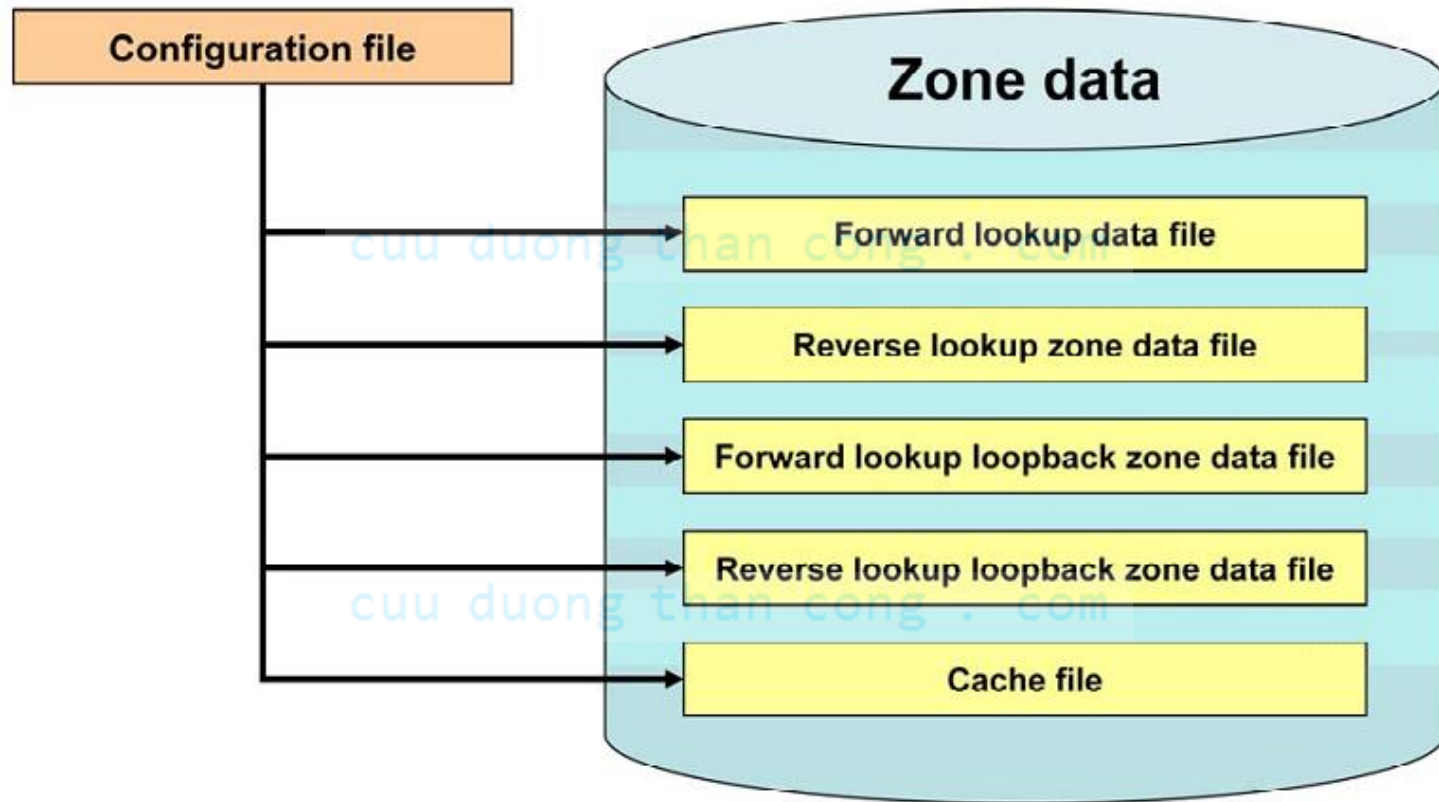 Configuration file
Zone data
Forward lookup data file
cuu duong than cong . com
Reverse lookup zone data file
Forward lookup loopback zone data file
Reverse lookup loopback zone data file
cuu duong than cong . com
Cache file